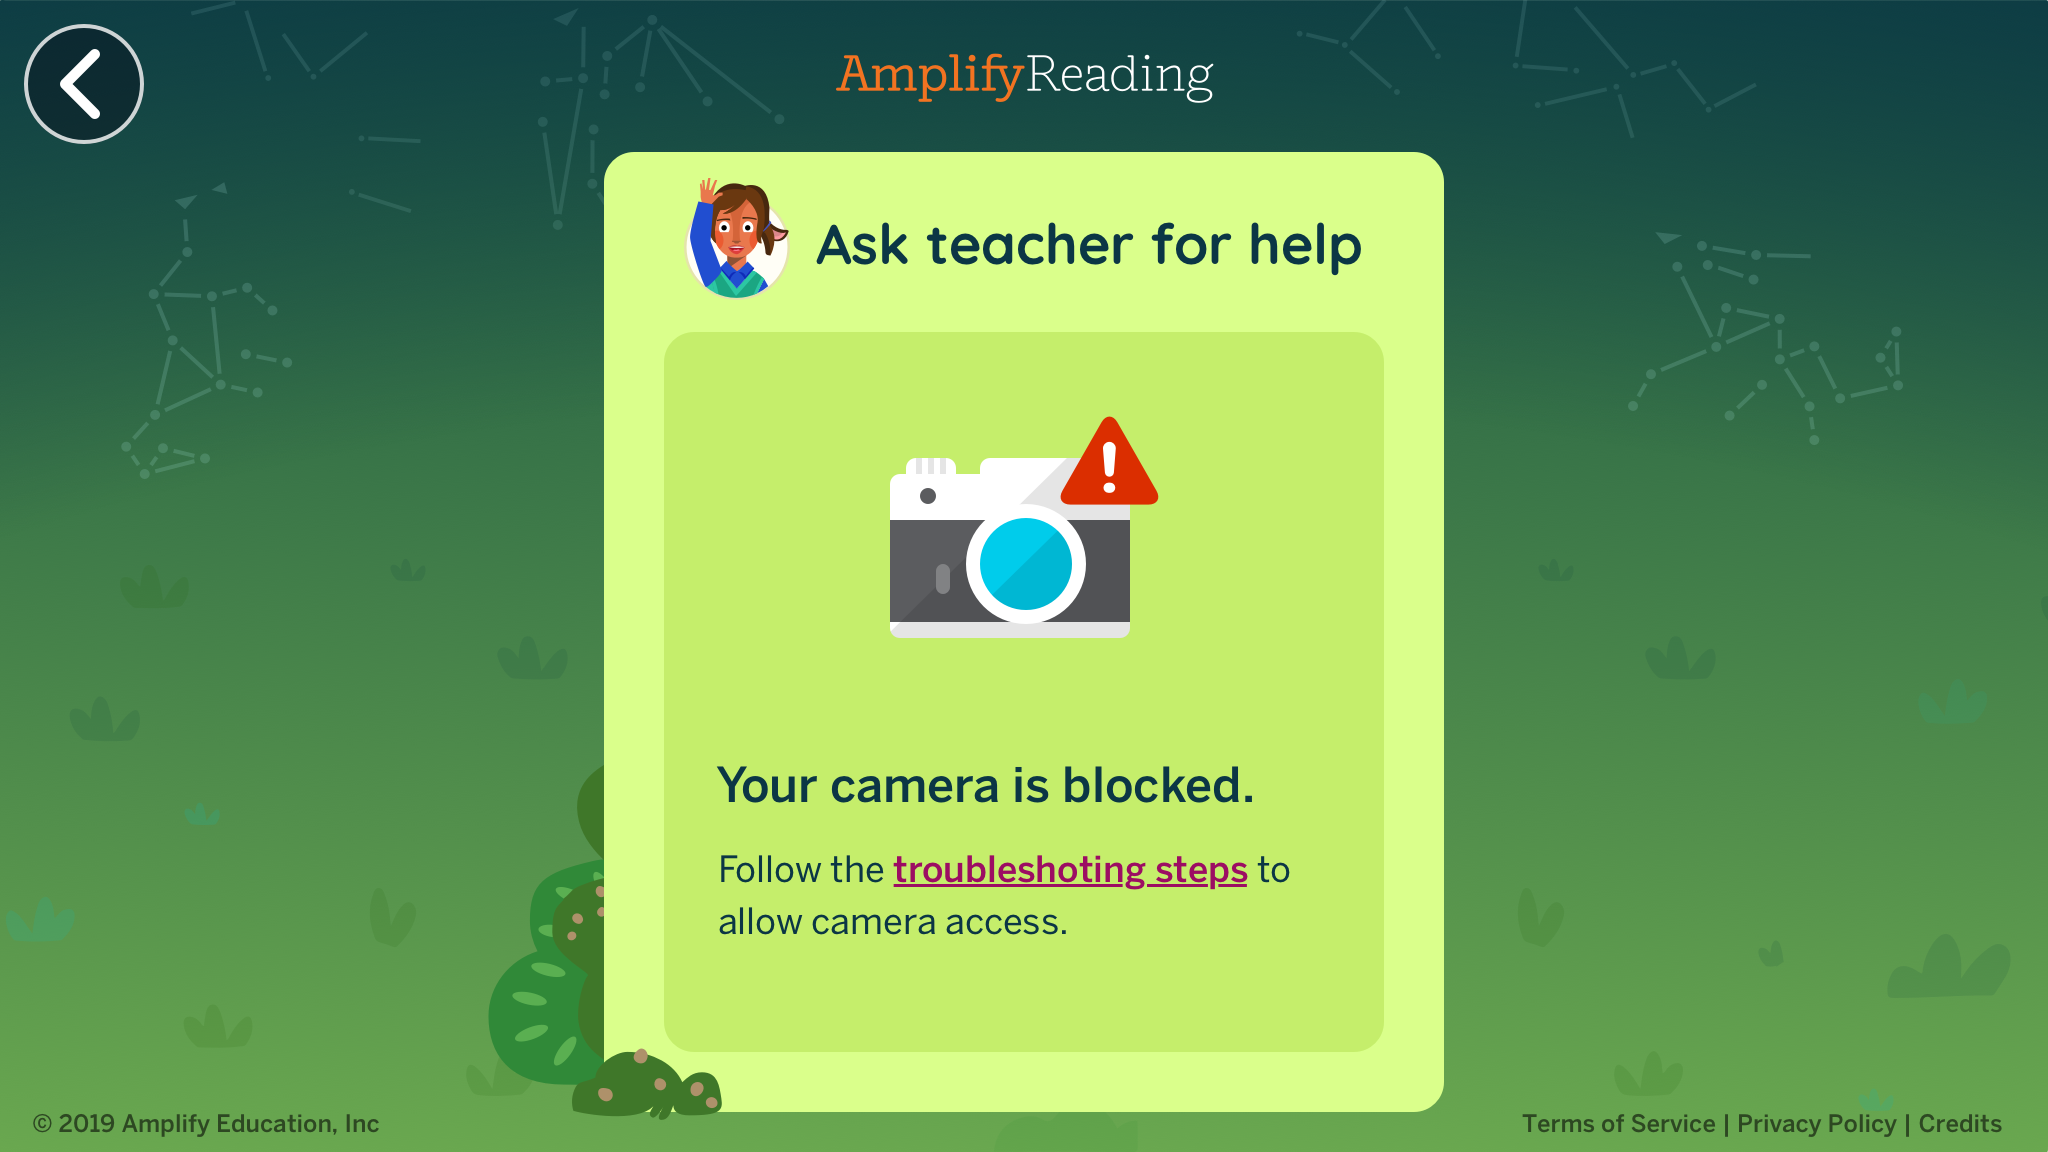 AmplifyReading
Ask teacher for help
Your camera is blocked.
Follow the troubleshoting steps to
allow camera access.
© 2019 Amplify Education, Inc
Terms of Service | Privacy Policy | Credits